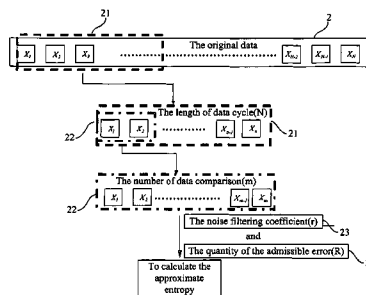 21
2
The original data
X1 X2 X3 XN-2 XN-1 XN
The length of data cycle(N)
22
X1 X2 Xn-1 Xn
21
The number of data comparison(m)
22
X1 X2 Xm-1 Xm
The noise filtering coefficient(r)
23
and
The quantity of the admissible error(R)
To calculate the
approximate
entropy